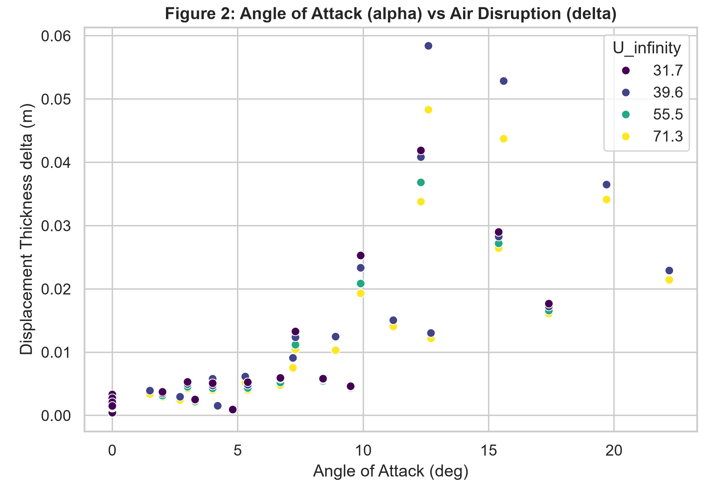 Figure 2: Angle of Attack (alpha) vs Air Disruption (delta)
0.06
0.05
0.04
0.03
0.02
0.01
0.00
Displacement Thickness delta (m)
U_infinity
31.7
39.6
55.5
71.3
0 5 10 15 20
Angle of Attack (deg)